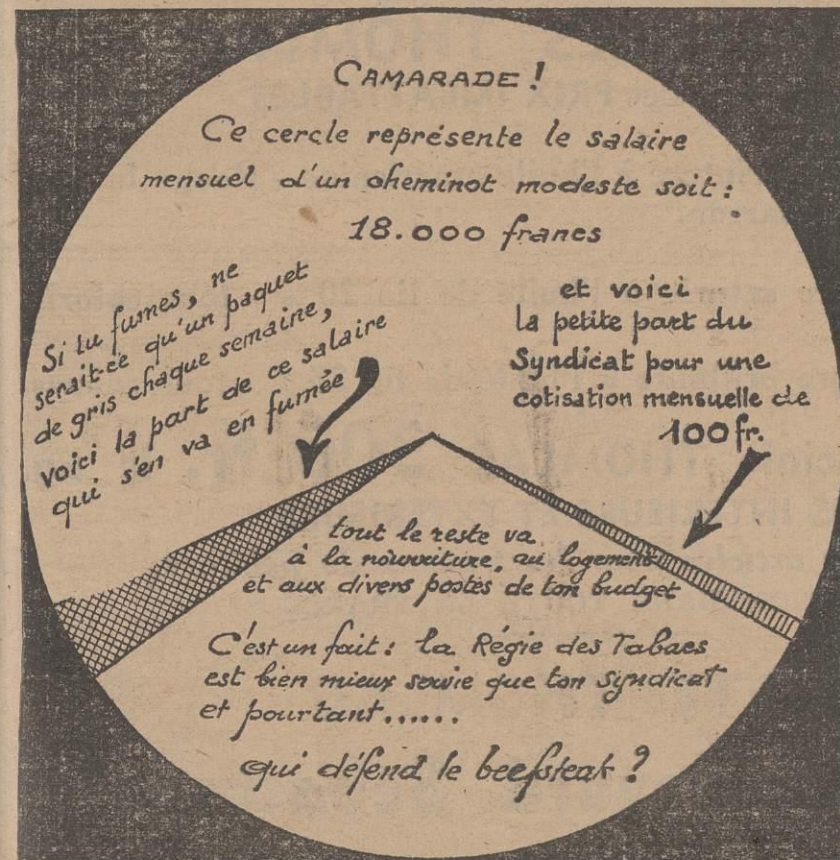 CAMARADE !
Ce cercle représente le salaire
mensuel d'un cheminot modeste soit :
18.000 francs
Si tu fumes, ne
serait-ce qu'un paquet
de gris chaque semaine,
voici la part de ce salaire
qui s'en va en fumée
et voici
la petite part du
Syndicat pour une
cotisation mensuelle de
100 fr.
tout le reste va
à la nourriture, au logement
et aux divers postes de ton budget
C'est un fait : la Régie des Tabacs
est bien mieux servie que ton Syndicat
et pourtant......
qui défend le beefsteak ?